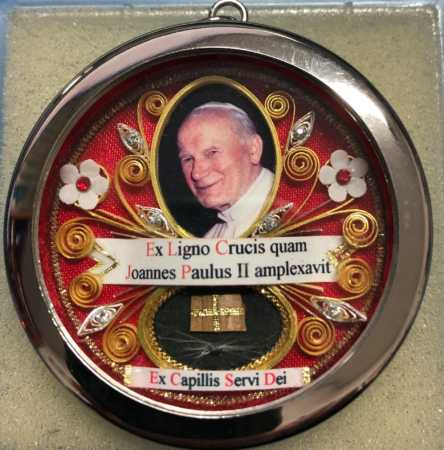 Ex Ligno Crucis quam
Joannes Paulus II amplexavit
Ex Capillis Servi Dei